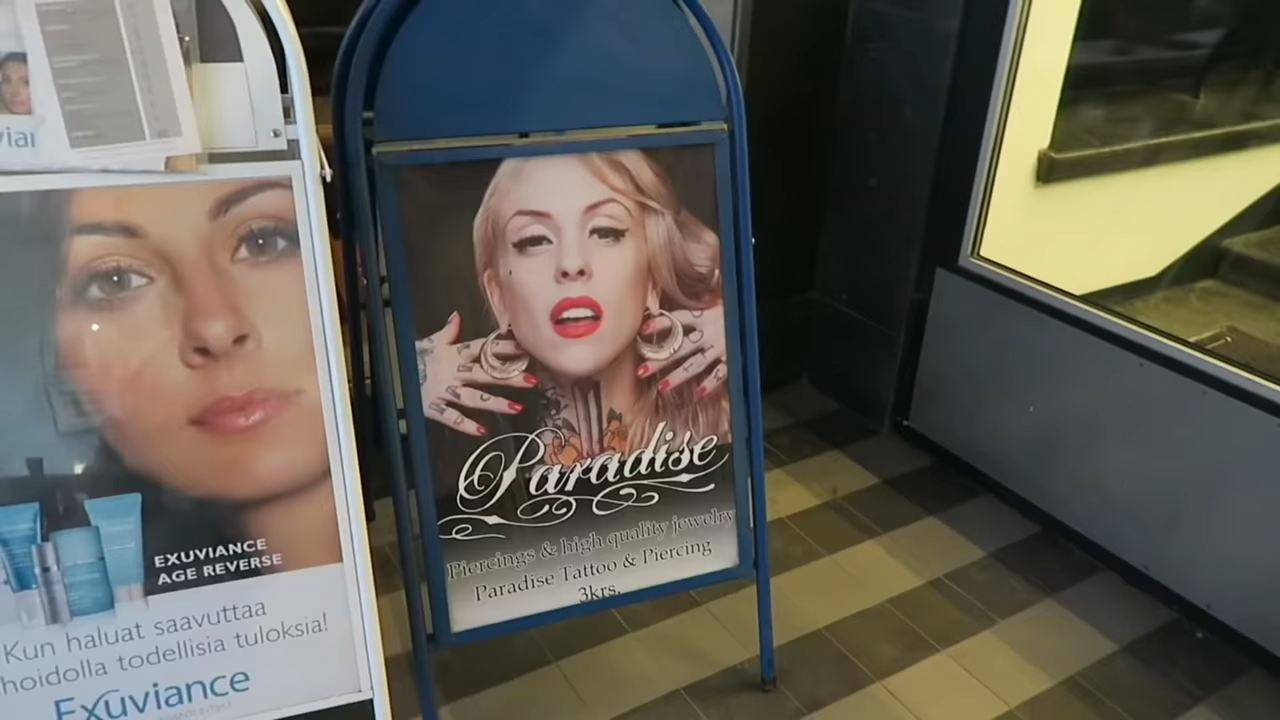 vian
EXUVIANCE
AGE REVERSE
Kun haluat saavuttaa
hoidolla todellisia tuloksia!
Exuviance
Paradise
Piercings & high quality jewelry
Paradise Tattoo & Piercing
3krs.